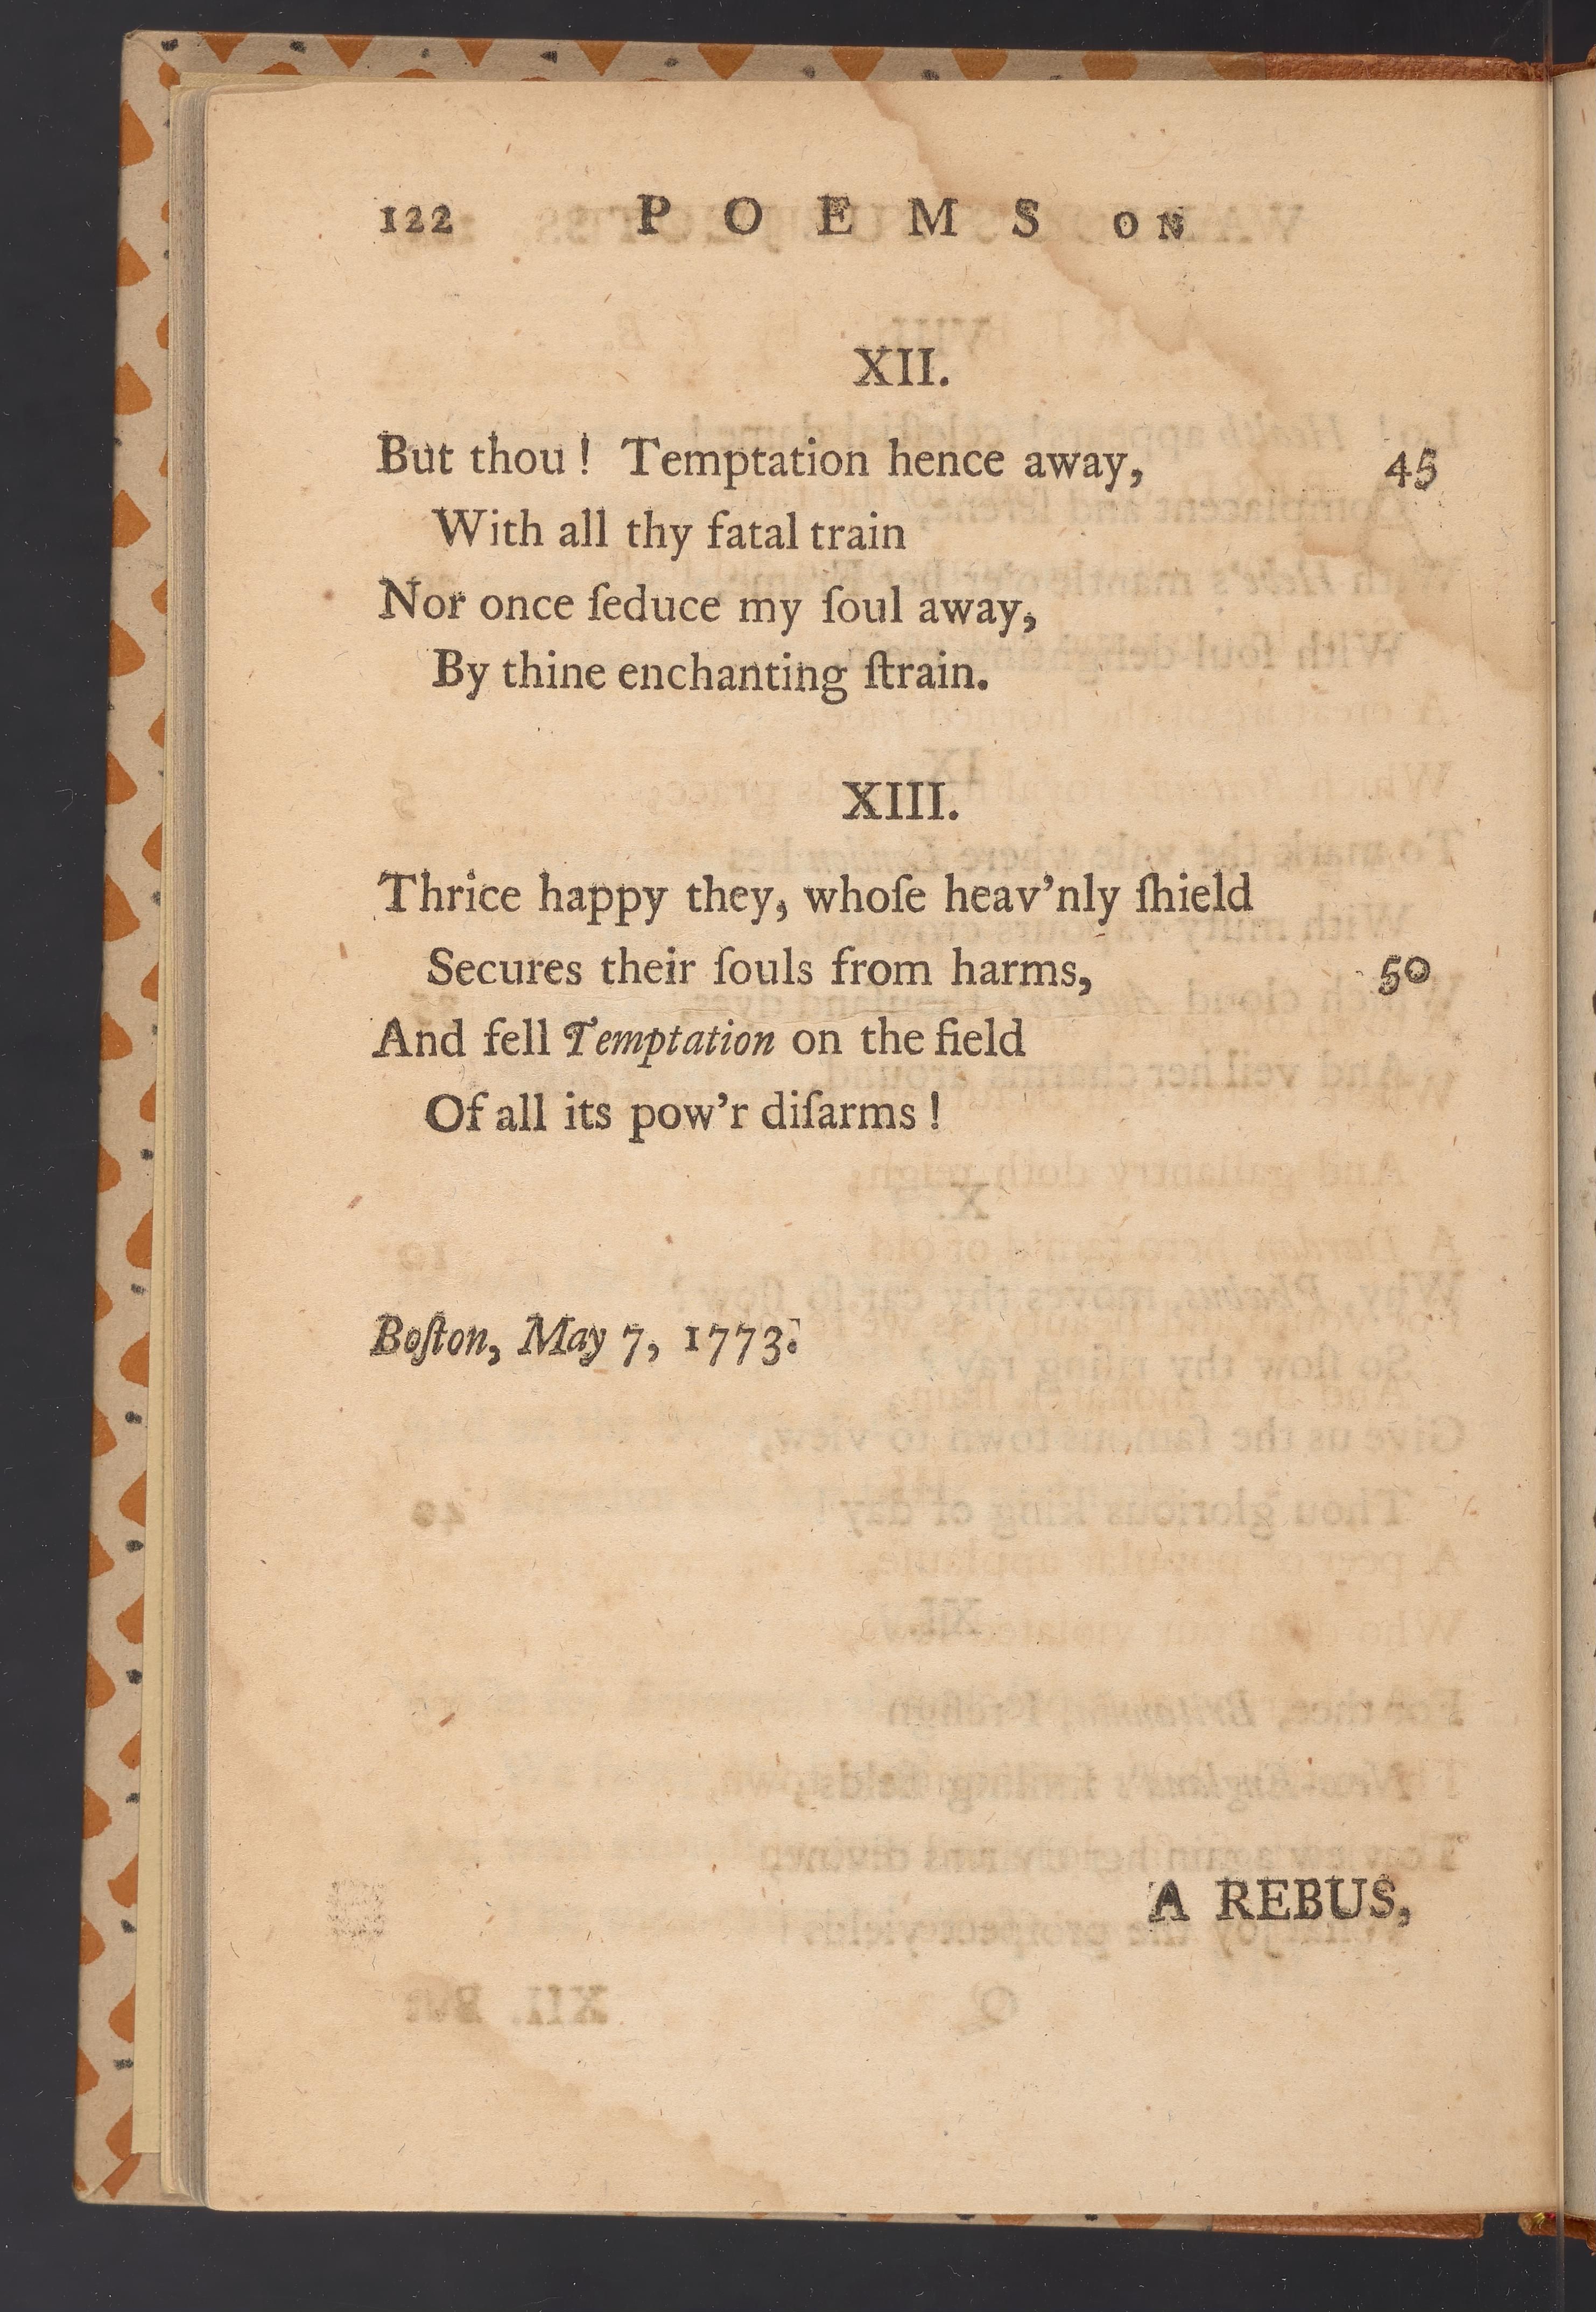 122 POEMS ON
XII.
But thou! Temptation hence away, 45
With all thy fatal train
Nor once ſeduce my ſoul away,
By thine enchanting ſtrain.
XIII.
Thrice happy they, whoſe heav'nly ſhield
Secures their ſouls from harms, 50
And fell Temptation on the field
Of all its pow'r diſarms!
Boſton, May 7, 1773.
A REBUS,